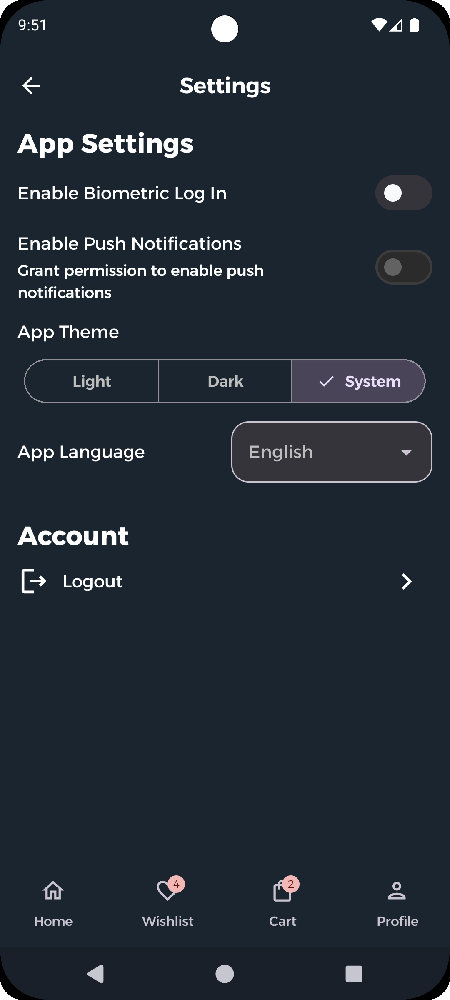 9:51
Settings
App Settings
Enable Biometric Log In
Enable Push Notifications
Grant permission to enable push
notifications
App Theme
Light
Dark
System
App Language
English
Account
Logout
4
2
Home
Wishlist
Cart
Profile